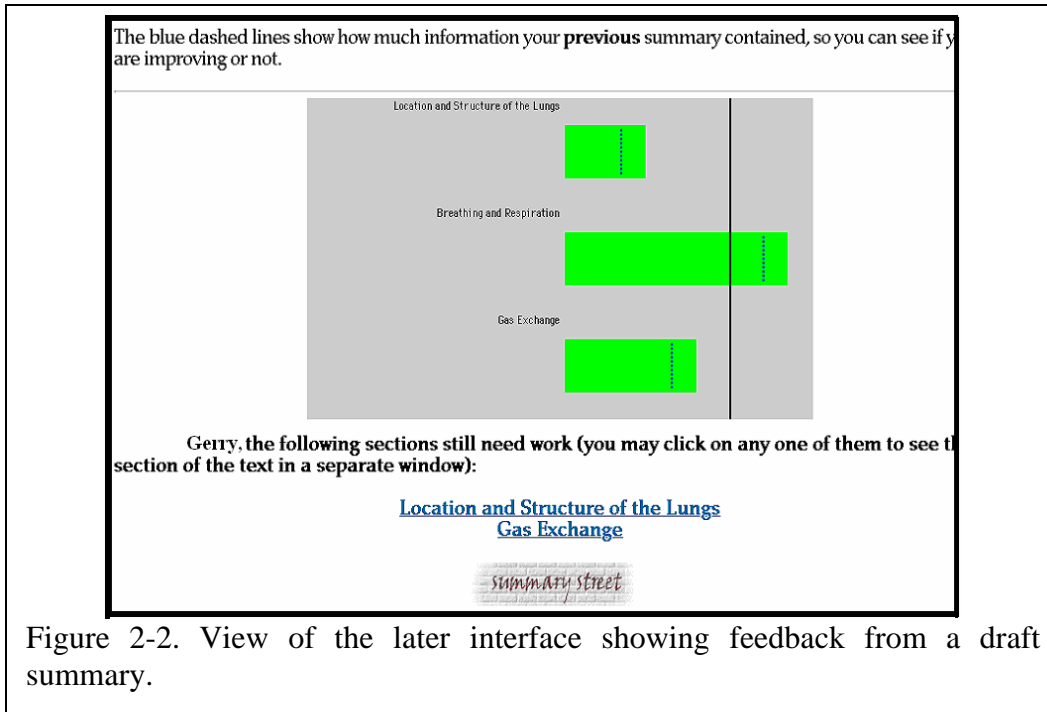 The blue dashed lines show how much information your previous summary contained, so you can see if y
are improving or not.
Location and Structure of the Lungs
Breathing and Respiration
Gas Exchange
Gerry, the following sections still need work (you may click on any one of them to see th
section of the text in a separate window):
Location and Structure of the Lungs
Gas Exchange
summary street
Figure 2-2. View of the later interface showing feedback from a draft
summary.